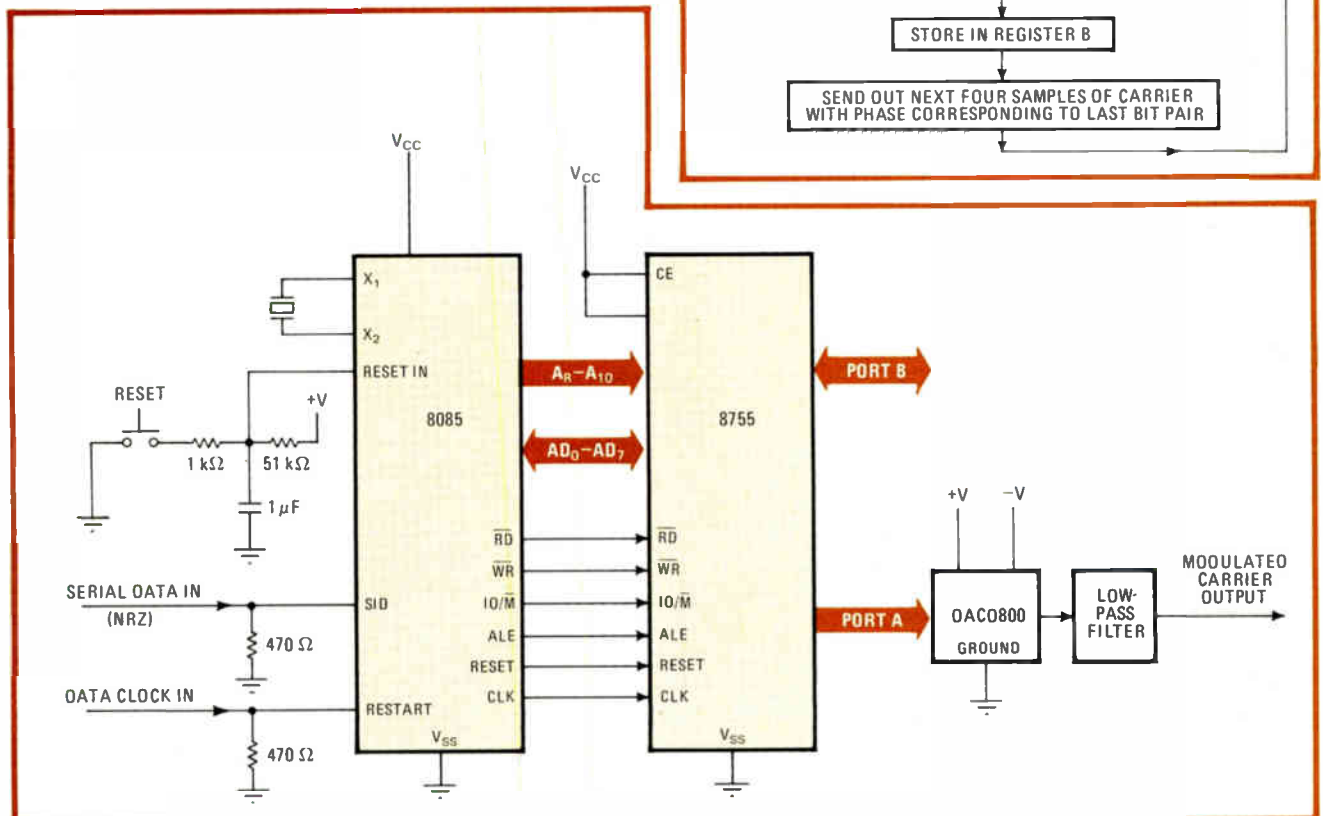 STORE IN REGISTER B
SEND OUT NEXT FOUR SAMPLES OF CARRIER
WITH PHASE CORRESPONDING TO LAST BIT PAIR
VCC
VCC
X1
X2
RESET IN
RESET
+V
1 kΩ
51 kΩ
1 µF
8085
AR–A10
AD0–AD7
CE
8755
PORT B
RD
WR
IO/M
ALE
RESET
CLK
RD
WR
IO/M
ALE
RESET
CLK
SERIAL DATA IN
(NRZ)
SID
470 Ω
DATA CLOCK IN
RESTART
470 Ω
VSS
VSS
PORT A
+V
−V
OAC0800
GROUND
LOW-
PASS
FILTER
MODULATED
CARRIER
OUTPUT